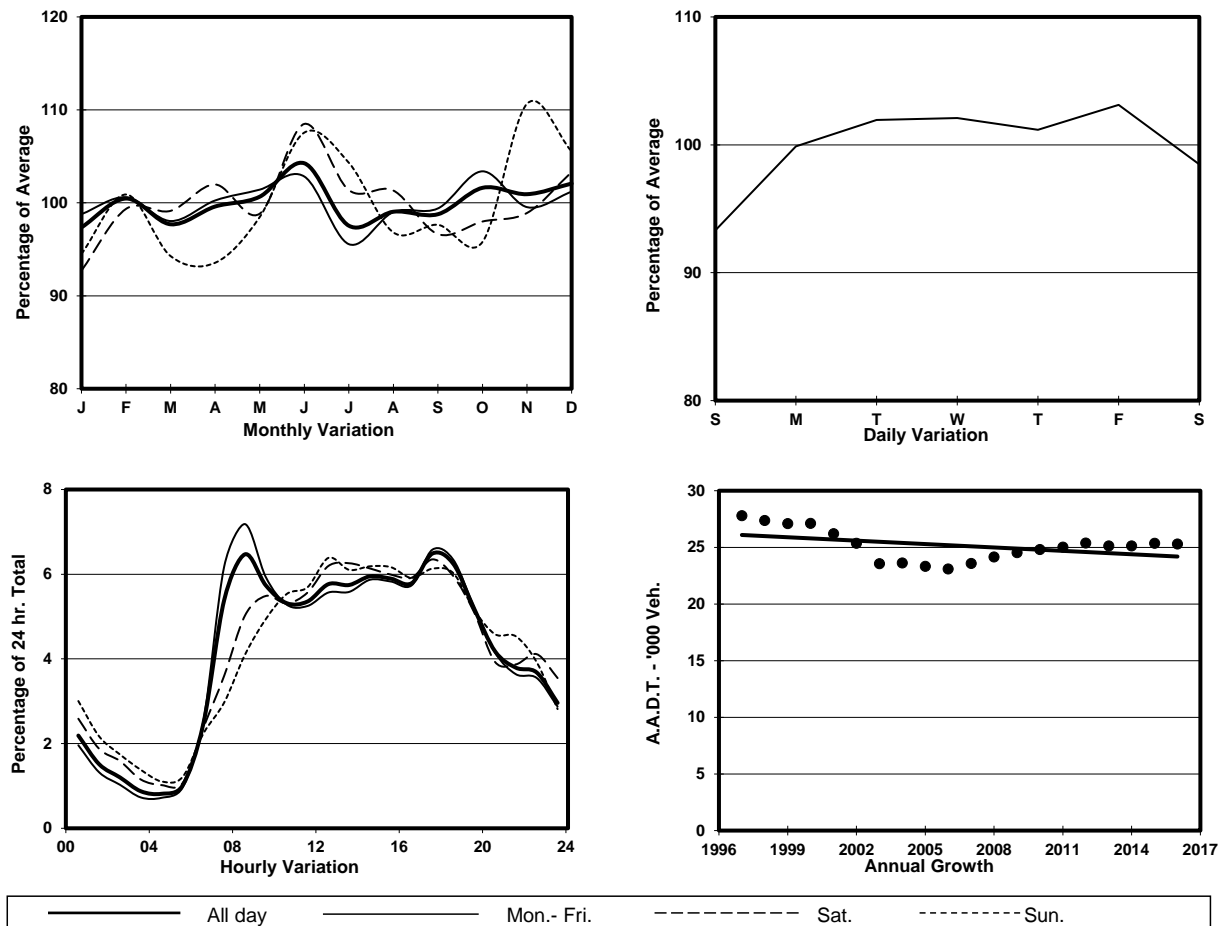 120
110
100
90
80
Percentage of Average
J F M A M J J A S O N D
Monthly Variation
110
100
90
80
Percentage of Average
S M T W T F S
Daily Variation
8
6
4
2
0
Percentage of 24 hr. Total
00 04 08 12 16 20 24
Hourly Variation
30
25
20
15
10
5
0
A.A.D.T. - '000 Veh.
1996 1999 2002 2005 2008 2011 2014 2017
Annual Growth
All day Mon.- Fri. Sat. Sun.